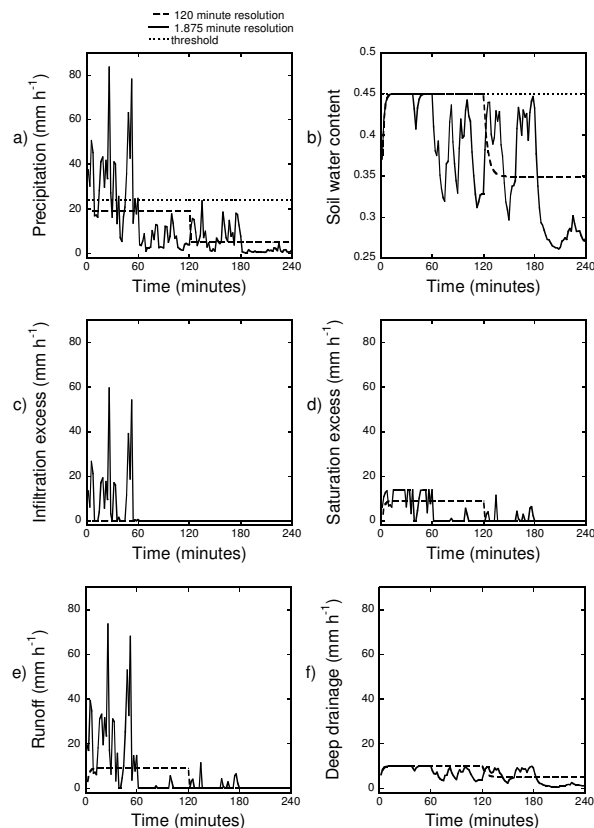 120 minute resolution
1.875 minute resolution
threshold
a)
Precipitation (mm h-1)
80
60
40
20
0
0 60 120 180 240
Time (minutes)
b)
Soil water content
0.45
0.45
0.35
0.3
0.25
0 60 120 180 240
Time (minutes)
c)
Infiltration excess (mm h-1)
80
60
40
20
0
0 60 120 180 240
Time (minutes)
d)
Saturation excess (mm h-1)
80
60
40
20
0
0 60 120 180 240
Time (minutes)
e)
Runoff (mm h-1)
80
60
40
20
0
0 60 120 180 240
Time (minutes)
f)
Deep drainage (mm h-1)
80
60
40
20
0
0 60 120 180 240
Time (minutes)